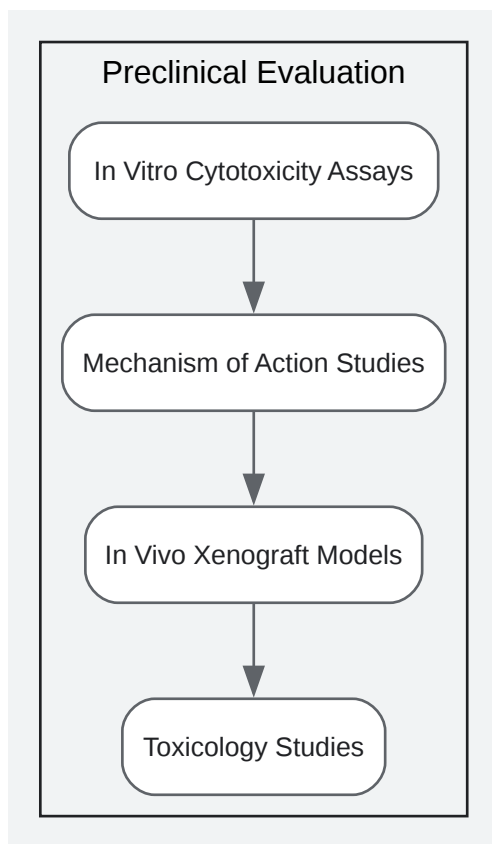 Preclinical Evaluation
In Vitro Cytotoxicity Assays
Mechanism of Action Studies
In Vivo Xenograft Models
Toxicology Studies